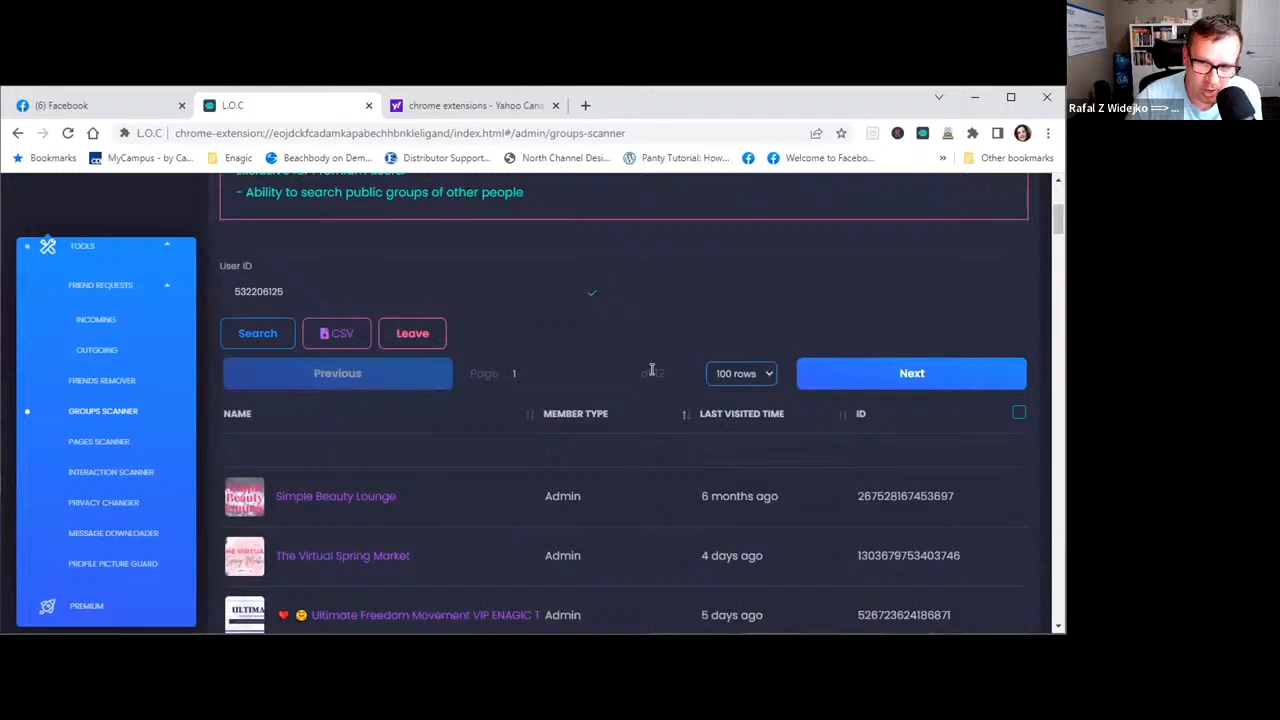 (6) Facebook
L.O.C
chrome extensions - Yahoo Cana
L.O.C
chrome-extension://eojdckfcadamkapabechhbnkleligand/index.html#/admin/groups-scanner
Rafal Z Widejko ==> ...
Bookmarks
MyCampus - by Ca...
Enagic
Beachbody on Dem...
Distributor Support...
North Channel Desi...
Panty Tutorial: How...
Welcome to Facebo...
»
Other bookmarks
- Ability to search public groups of other people
TOOLS
FRIEND REQUESTS
INCOMING
OUTGOING
FRIENDS REMOVER
GROUPS SCANNER
PAGES SCANNER
INTERACTION SCANNER
PRIVACY CHANGER
MESSAGE DOWNLOADER
PROFILE PICTURE GUARD
PREMIUM
User ID
532206125
Search
CSV
Leave
Previous
Page
1
100 rows
Next
NAME
MEMBER TYPE
LAST VISITED TIME
ID
Simple Beauty Lounge
Admin
6 months ago
267528167453697
The Virtual Spring Market
Admin
4 days ago
1303679753403746
Ultimate Freedom Movement VIP ENAGIC T
Admin
5 days ago
526723624186871